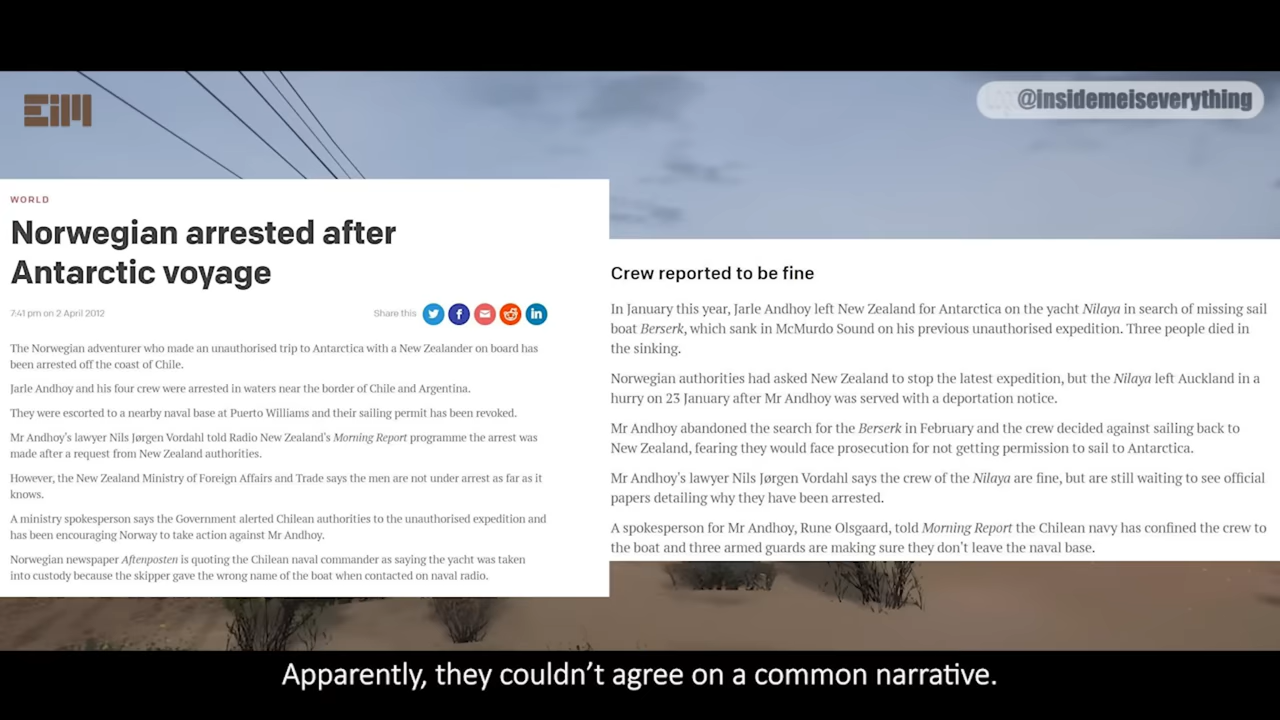 EiM
@insidemeiseverything
WORLD
Norwegian arrested after
Antarctic voyage
7:41 pm on 2 April 2012
Share this
The Norwegian adventurer who made an unauthorised trip to Antarctica with a New Zealander on board has
been arrested off the coast of Chile.
Jarle Andhoy and his four crew were arrested in waters near the border of Chile and Argentina.
They were escorted to a nearby naval base at Puerto Williams and their sailing permit has been revoked.
Mr Andhoy's lawyer Nils Jørgen Vordahl told Radio New Zealand's Morning Report programme the arrest was
made after a request from New Zealand authorities.
However, the New Zealand Ministry of Foreign Affairs and Trade says the men are not under arrest as far as it
knows.
A ministry spokesperson says the Government alerted Chilean authorities to the unauthorised expedition and
has been encouraging Norway to take action against Mr Andhoy.
Norwegian newspaper Aftenposten is quoting the Chilean naval commander as saying the yacht was taken
into custody because the skipper gave the wrong name of the boat when contacted on naval radio.
Crew reported to be fine
In January this year, Jarle Andhoy left New Zealand for Antarctica on the yacht Nilaya in search of missing sail
boat Berserk, which sank in McMurdo Sound on his previous unauthorised expedition. Three people died in
the sinking.
Norwegian authorities had asked New Zealand to stop the latest expedition, but the Nilaya left Auckland in a
hurry on 23 January after Mr Andhoy was served with a deportation notice.
Mr Andhoy abandoned the search for the Berserk in February and the crew decided against sailing back to
New Zealand, fearing they would face prosecution for not getting permission to sail to Antarctica.
Mr Andhoy's lawyer Nils Jørgen Vordahl says the crew of the Nilaya are fine, but are still waiting to see official
papers detailing why they have been arrested.
A spokesperson for Mr Andhoy, Rune Olsgaard, told Morning Report the Chilean navy has confined the crew to
the boat and three armed guards are making sure they don't leave the naval base.
Apparently, they couldn't agree on a common narrative.